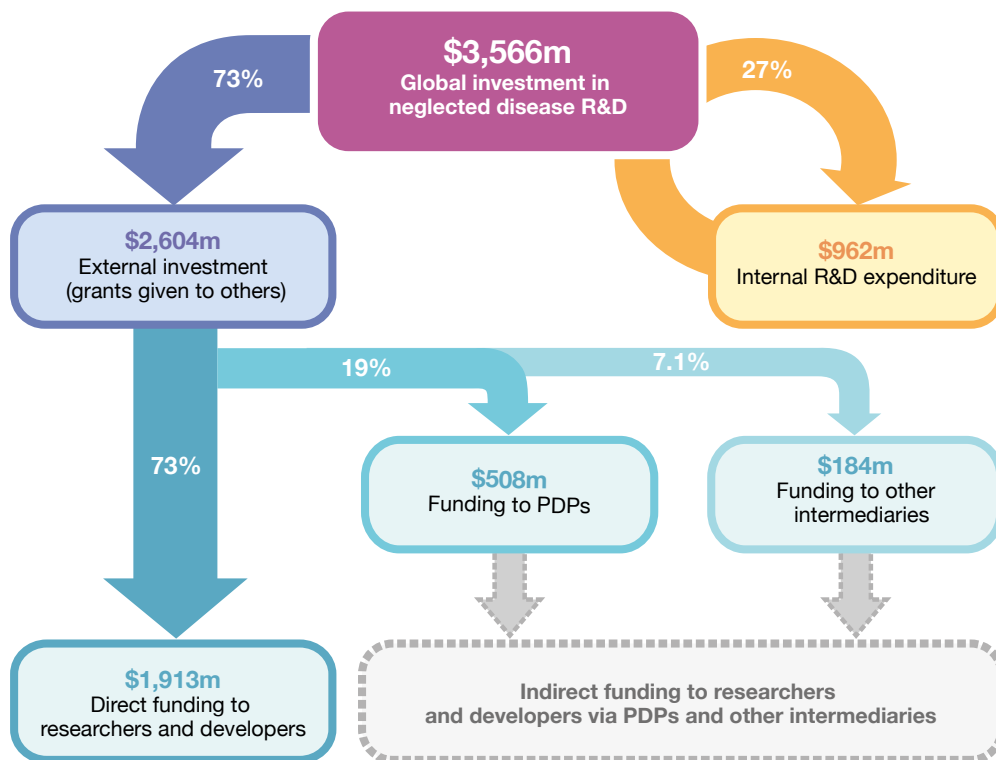 $3,566m
Global investment in
neglected disease R&D
73%
27%
$2,604m
External investment
(grants given to others)
$962m
Internal R&D expenditure
19%
7.1%
73%
$508m
Funding to PDPs
$184m
Funding to other
intermediaries
$1,913m
Direct funding to
researchers and developers
Indirect funding to researchers
and developers via PDPs and other intermediaries